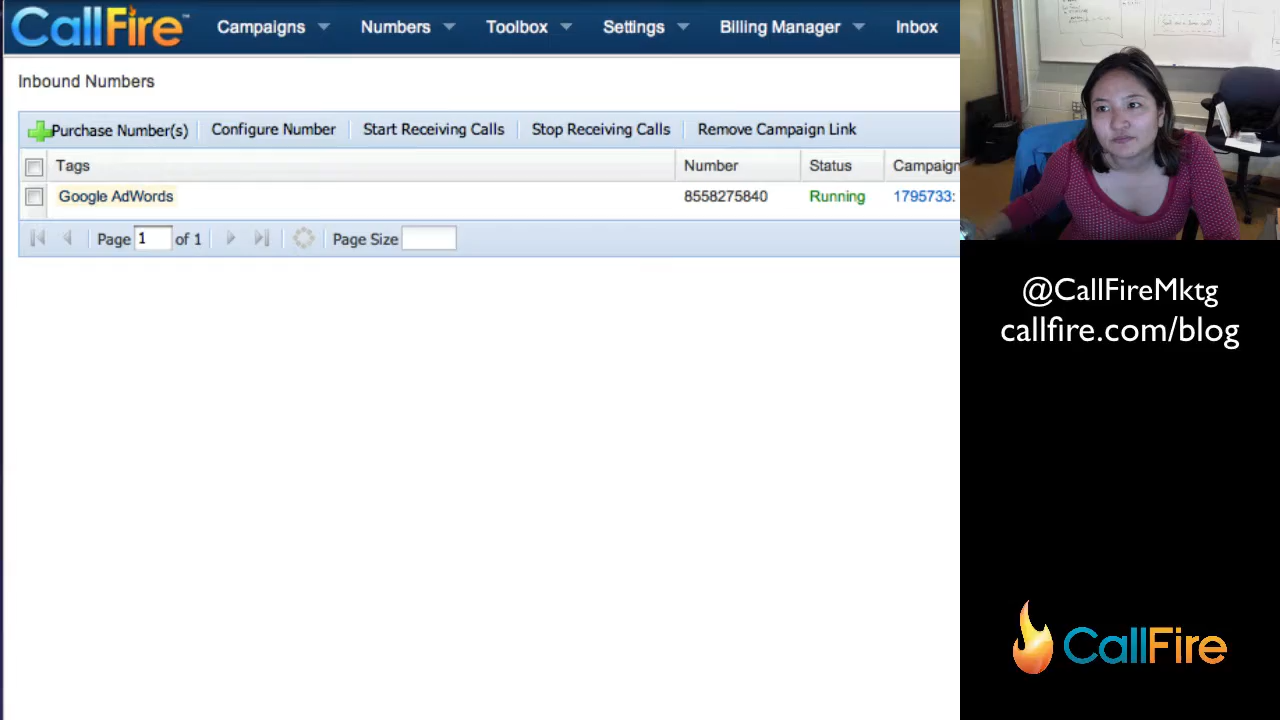 CallFire™ Campaigns Numbers Toolbox Settings Billing Manager Inbox
Inbound Numbers
Purchase Number(s) Configure Number Start Receiving Calls Stop Receiving Calls Remove Campaign Link
Tags Number Status Campaign
Google AdWords 8558275840 Running 1795733:
Page 1 of 1 Page Size
@CallFireMktg
callfire.com/blog
CallFire